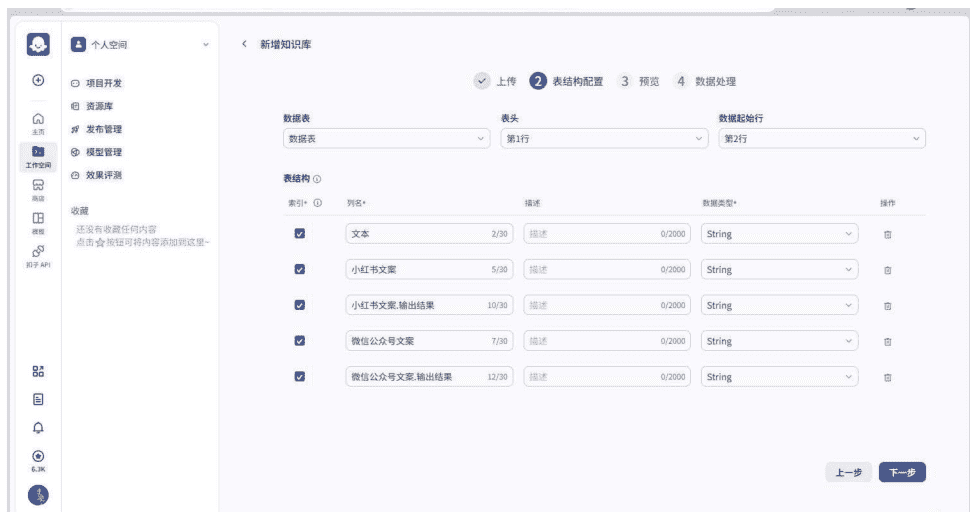 个人空间
新增知识库
项目开发
资源库
发布管理
模型管理
效果评测
收藏
还没有收藏任何内容
点击☆按钮可将内容添加到这里~
主页
工作空间
商店
模板
扣子 API
6.3K
上传
2 表结构配置
3 预览
4 数据处理
数据表
表头
数据起始行
数据表
第1行
第2行
表结构
索引*
列名*
描述
数据类型*
操作
文本 2/30 描述 0/2000 String
小红书文案 5/30 描述 0/2000 String
小红书文案.输出结果 10/30 描述 0/2000 String
微信公众号文案 7/30 描述 0/2000 String
微信公众号文案.输出结果 12/30 描述 0/2000 String
上一步
下一步